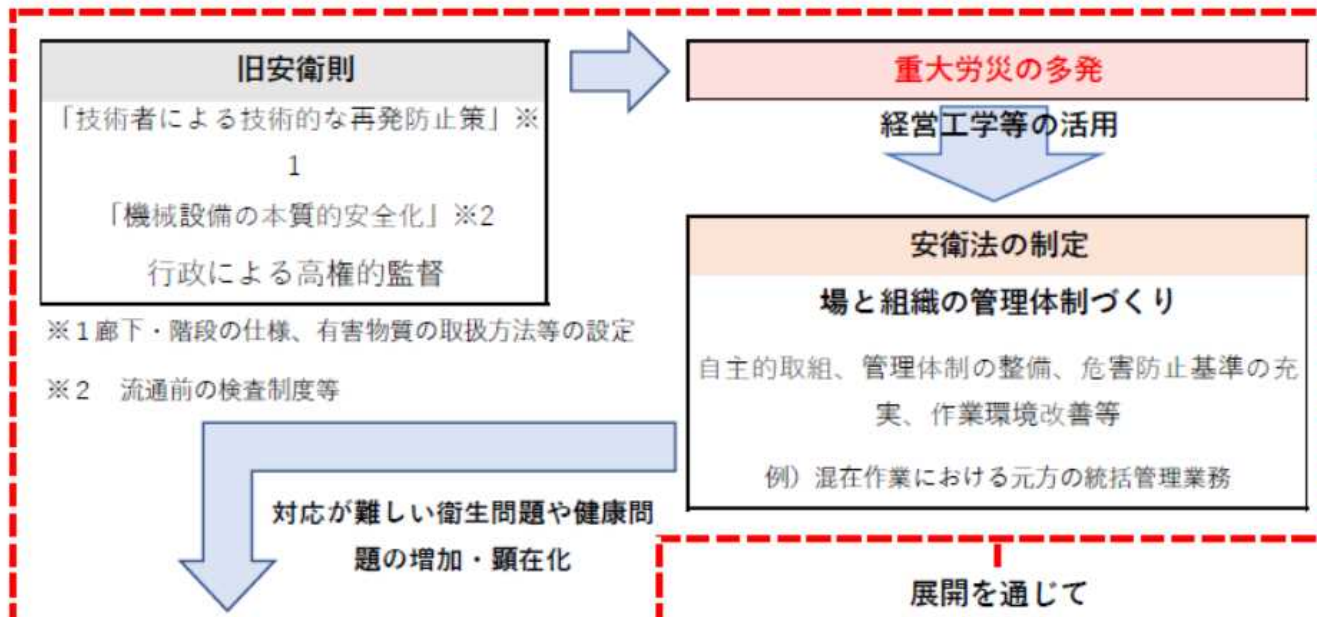 旧安衛則
「技術者による技術的な再発防止策」※
1
「機械設備の本質的安全化」※2
行政による高権的監督
※1廊下・階段の仕様、有害物質の取扱方法等の設定
※2 流通前の検査制度等
重大労災の多発
経営工学等の活用
安衛法の制定
場と組織の管理体制づくり
自主的取組、管理体制の整備、危害防止基準の充
実、作業環境改善等
例）混在作業における元方の統括管理業務
対応が難しい衛生問題や健康問
題の増加・顕在化
展開を通じて